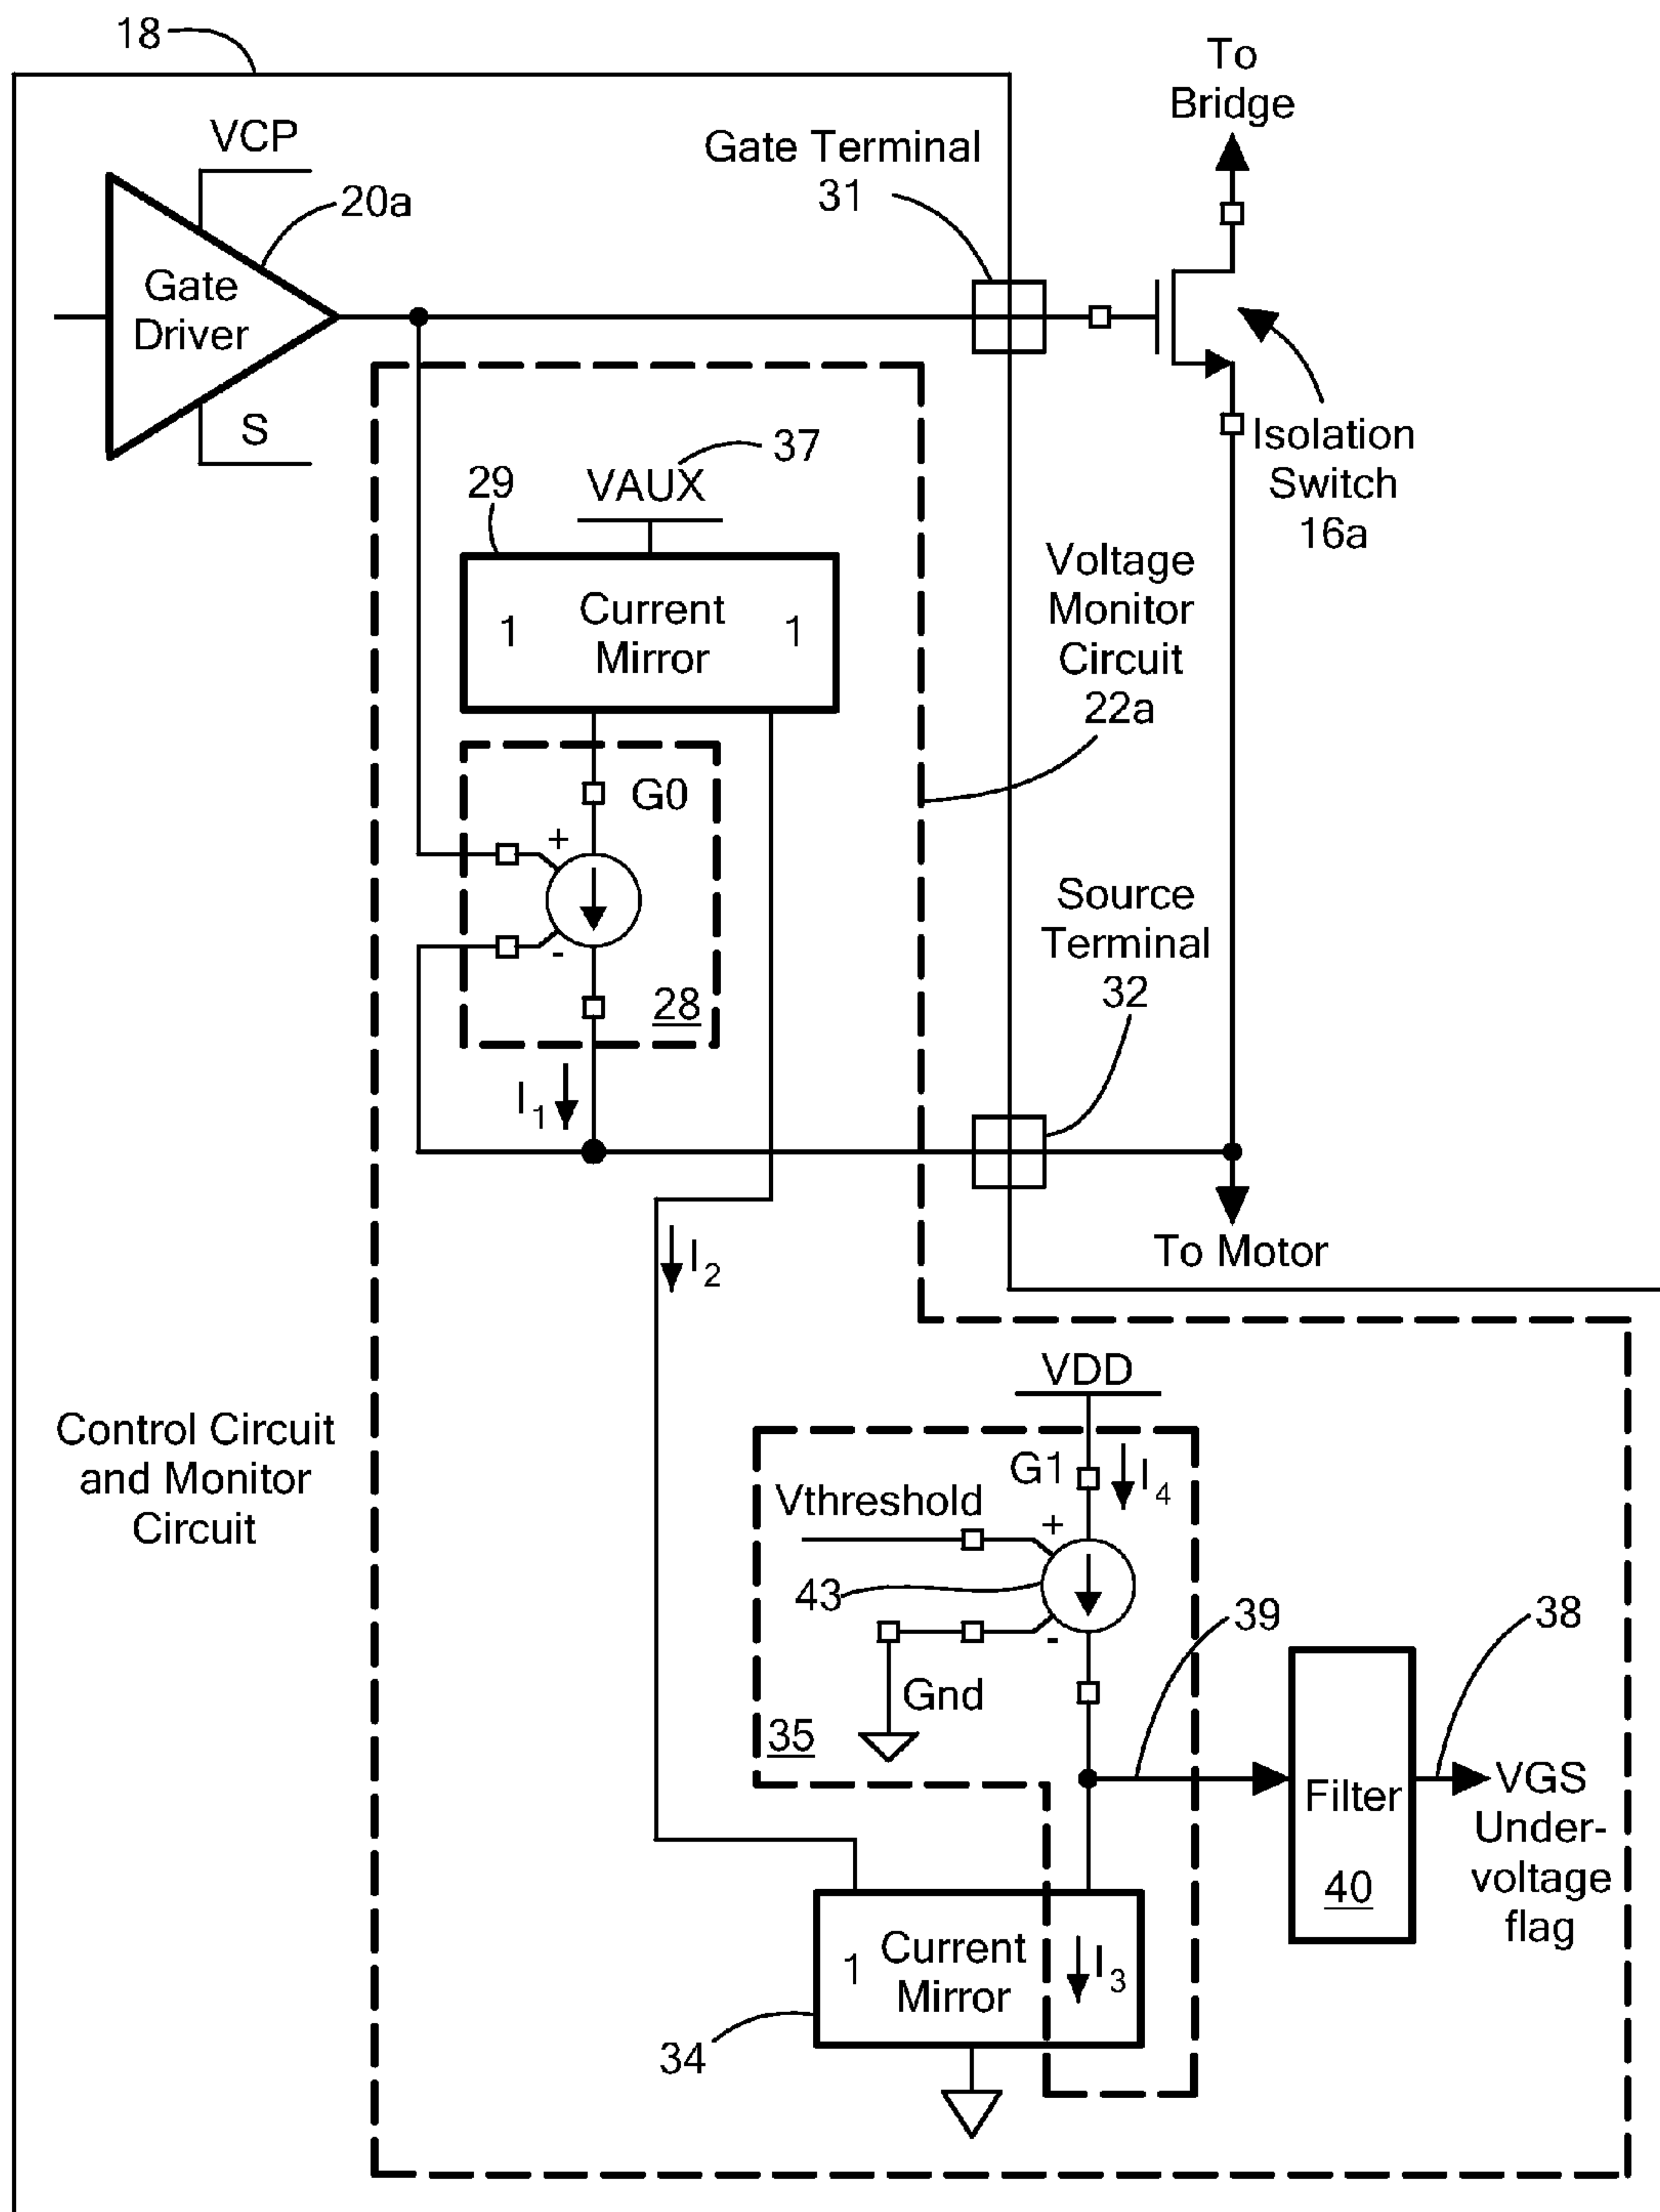 18
To
Bridge
VCP
Gate Terminal
31
20a
Gate
Driver
S
Isolation
Switch
16a
37
VAUX
29
Voltage
Monitor
Circuit
22a
1
Current
Mirror
1
G0
+
-
28
Source
Terminal
32
I1
To Motor
I2
VDD
Control Circuit
and Monitor
Circuit
G1
I4
Vthreshold
+
43
-
39
38
Gnd
35
Filter
40
VGS
Under-
voltage
flag
1
Current
Mirror
I3
34